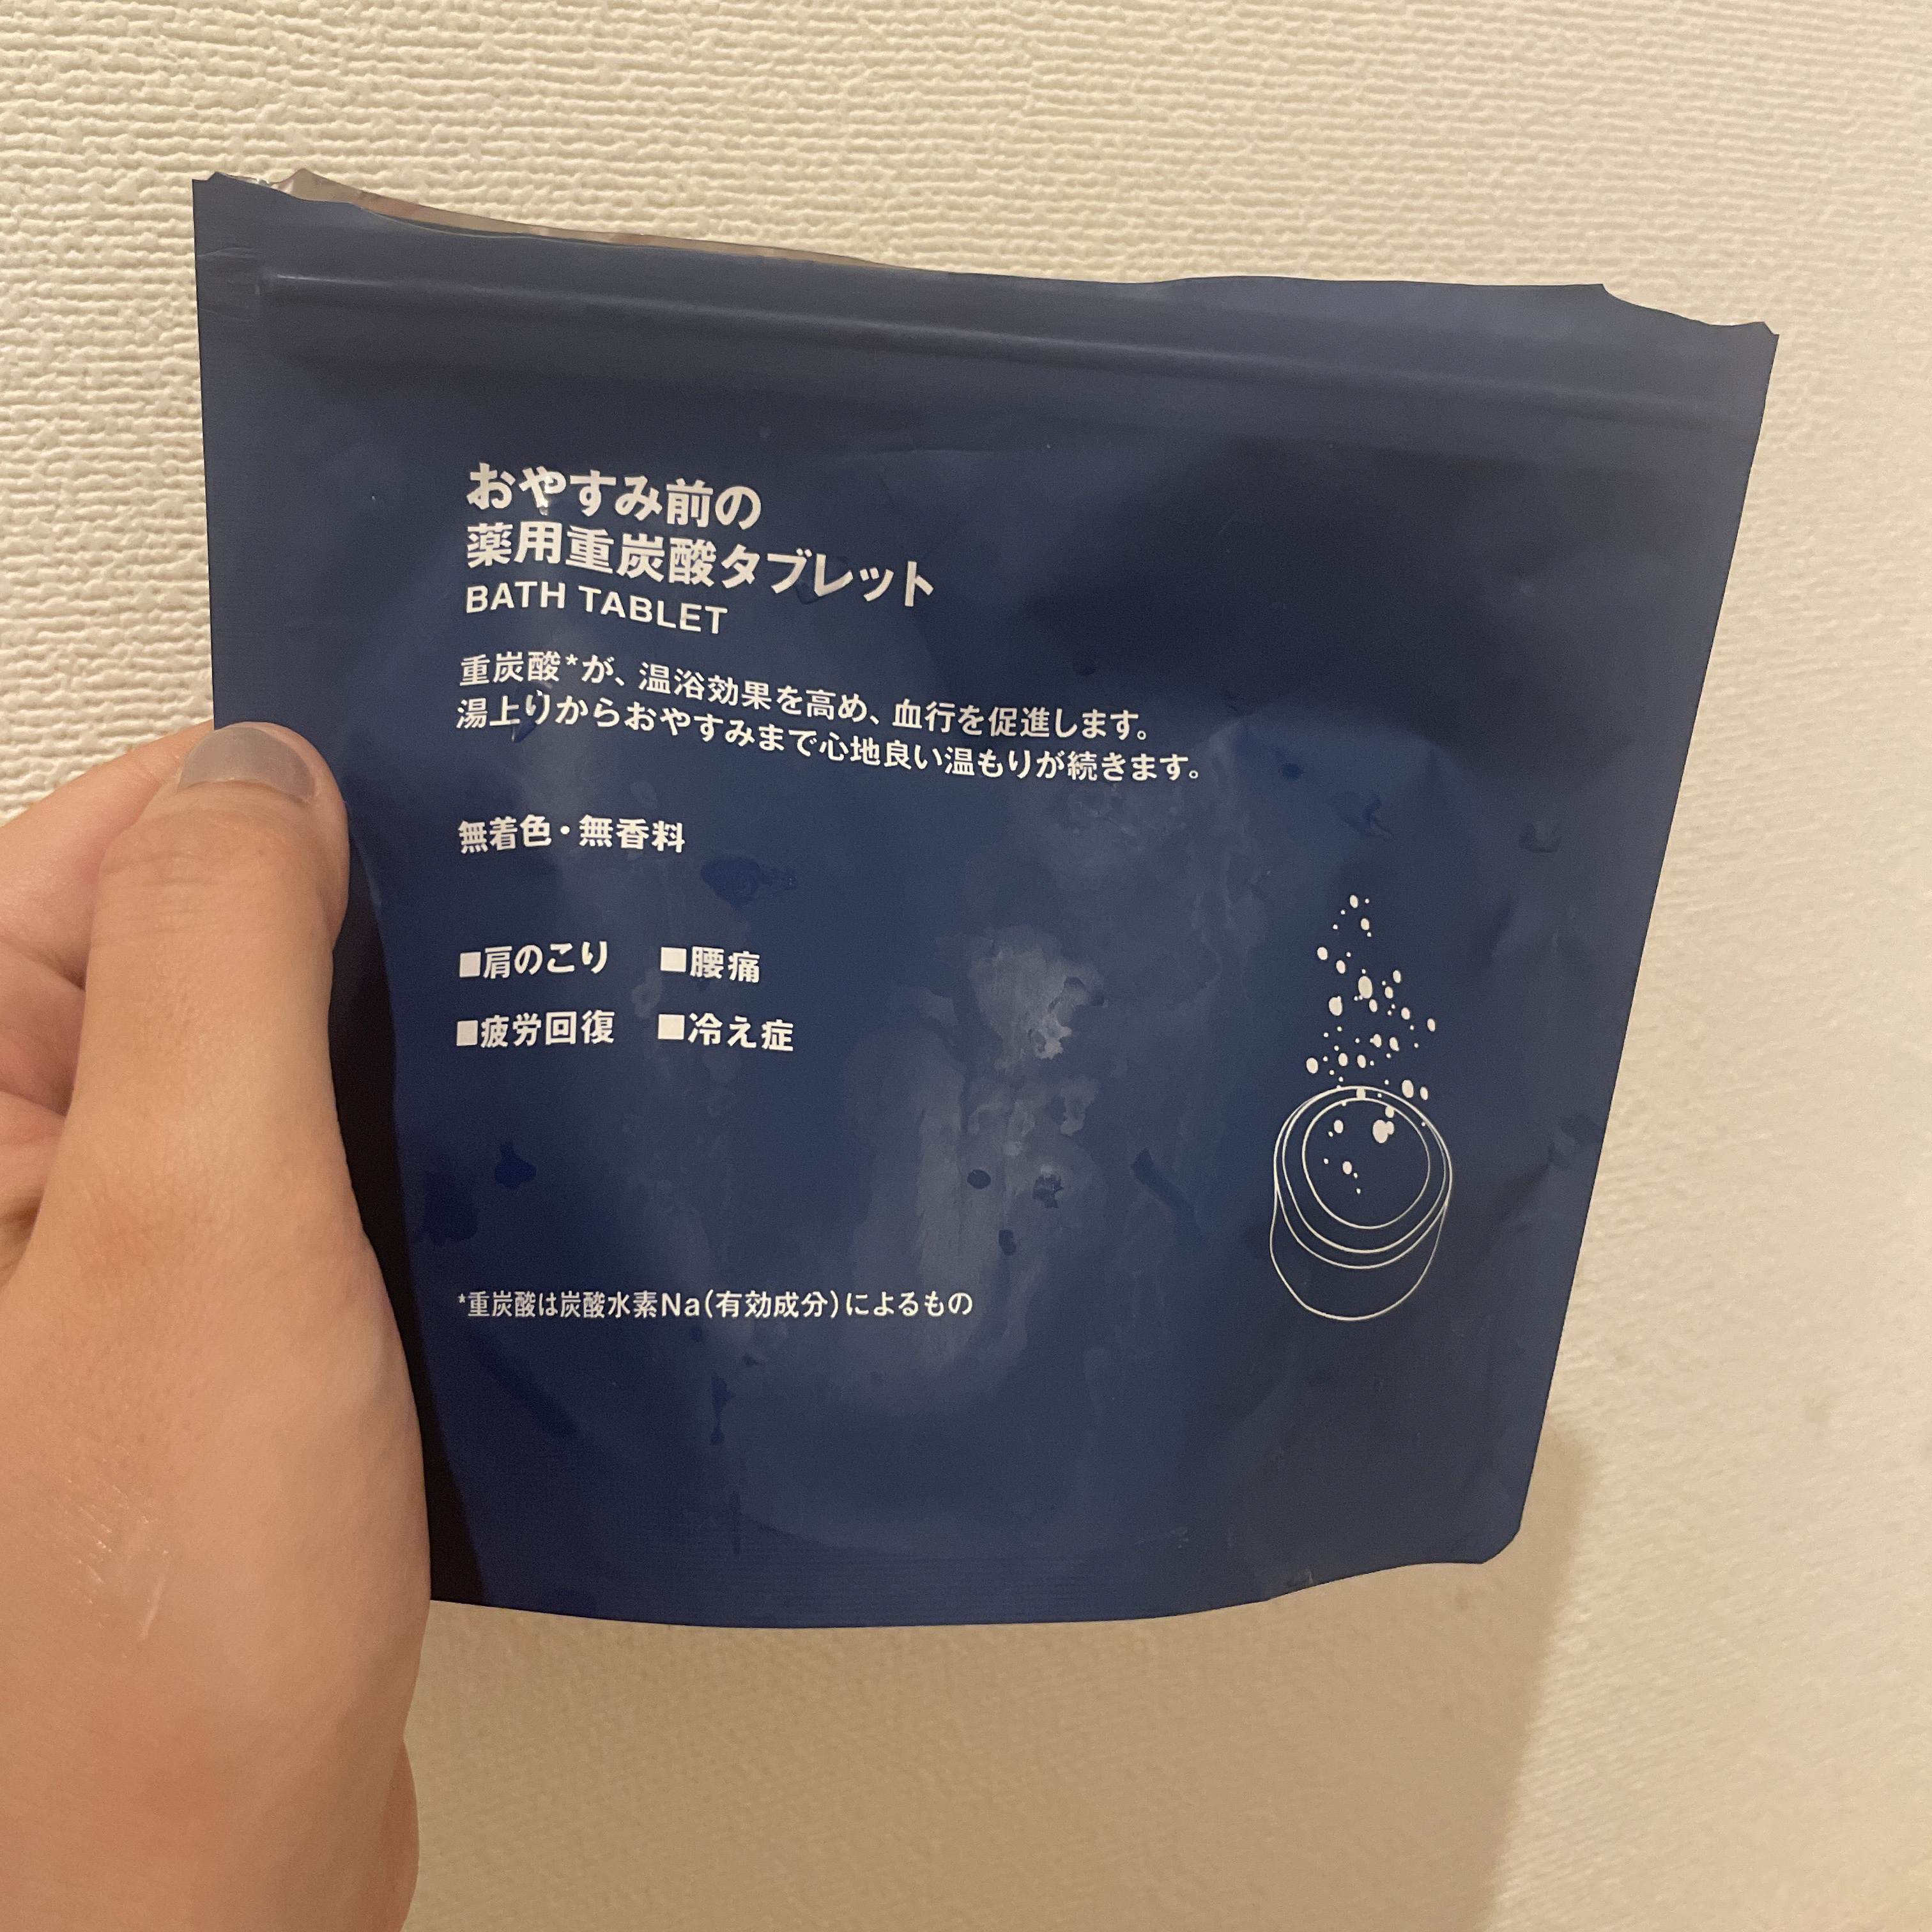 おやすみ前の
薬用重炭酸タブレット
BATH TABLET
重炭酸*が、温浴効果を高め、血行を促進します。
湯上りからおやすみまで心地良い温もりが続きます。
無着色・無香料
■肩のこり ■腰痛
■疲労回復 ■冷え症
*重炭酸は炭酸水素Na(有効成分)によるもの